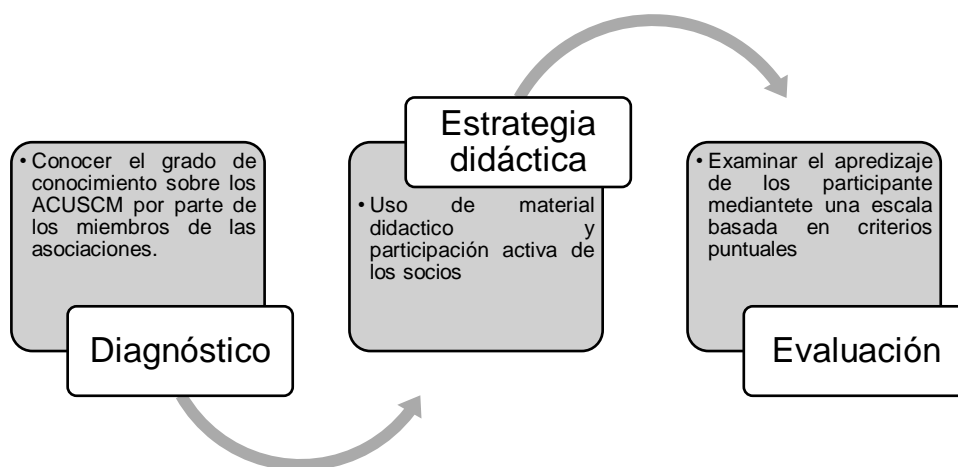 • Conocer el grado de
conocimiento sobre los
ACUSCM por parte de
los miembros de las
asociaciones.
Diagnóstico
Estrategia
didáctica
• Uso de material
didactico y
participación activa de
los socios
• Examinar el apredizaje
de los participante
mediantete una escala
basada en criterios
puntuales
Evaluación